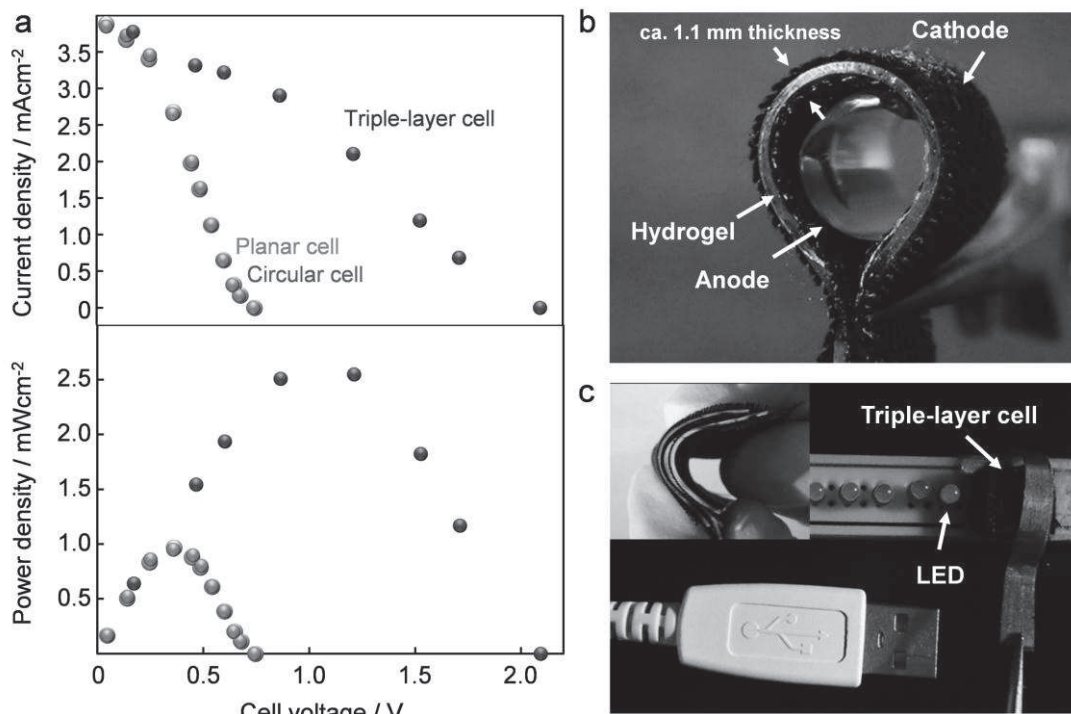 a
Current density / mAcm-2
3.5
3.0
2.5
2.0
1.5
1.0
0.5
0
Triple-layer cell
Planar cell
Circular cell
Power density / mWcm-2
2.5
2.0
1.5
1.0
0.5
0
0.5
1.0
1.5
2.0
Cell voltage / V
b
ca. 1.1 mm thickness
Cathode
Hydrogel
Anode
c
Triple-layer cell
LED